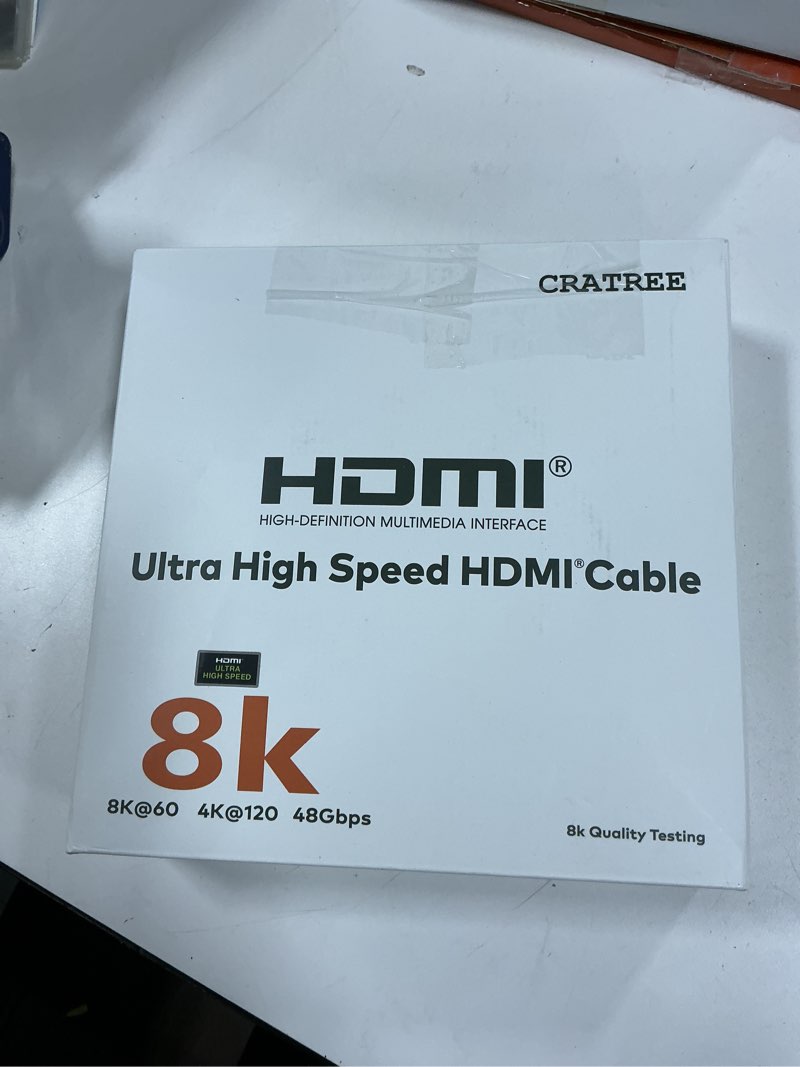 CRATREE
HDMI®
HIGH-DEFINITION MULTIMEDIA INTERFACE
Ultra High Speed HDMI® Cable
HDMI
ULTRA
HIGH SPEED
8k
8K@60 4K@120 48Gbps
8k Quality Testing